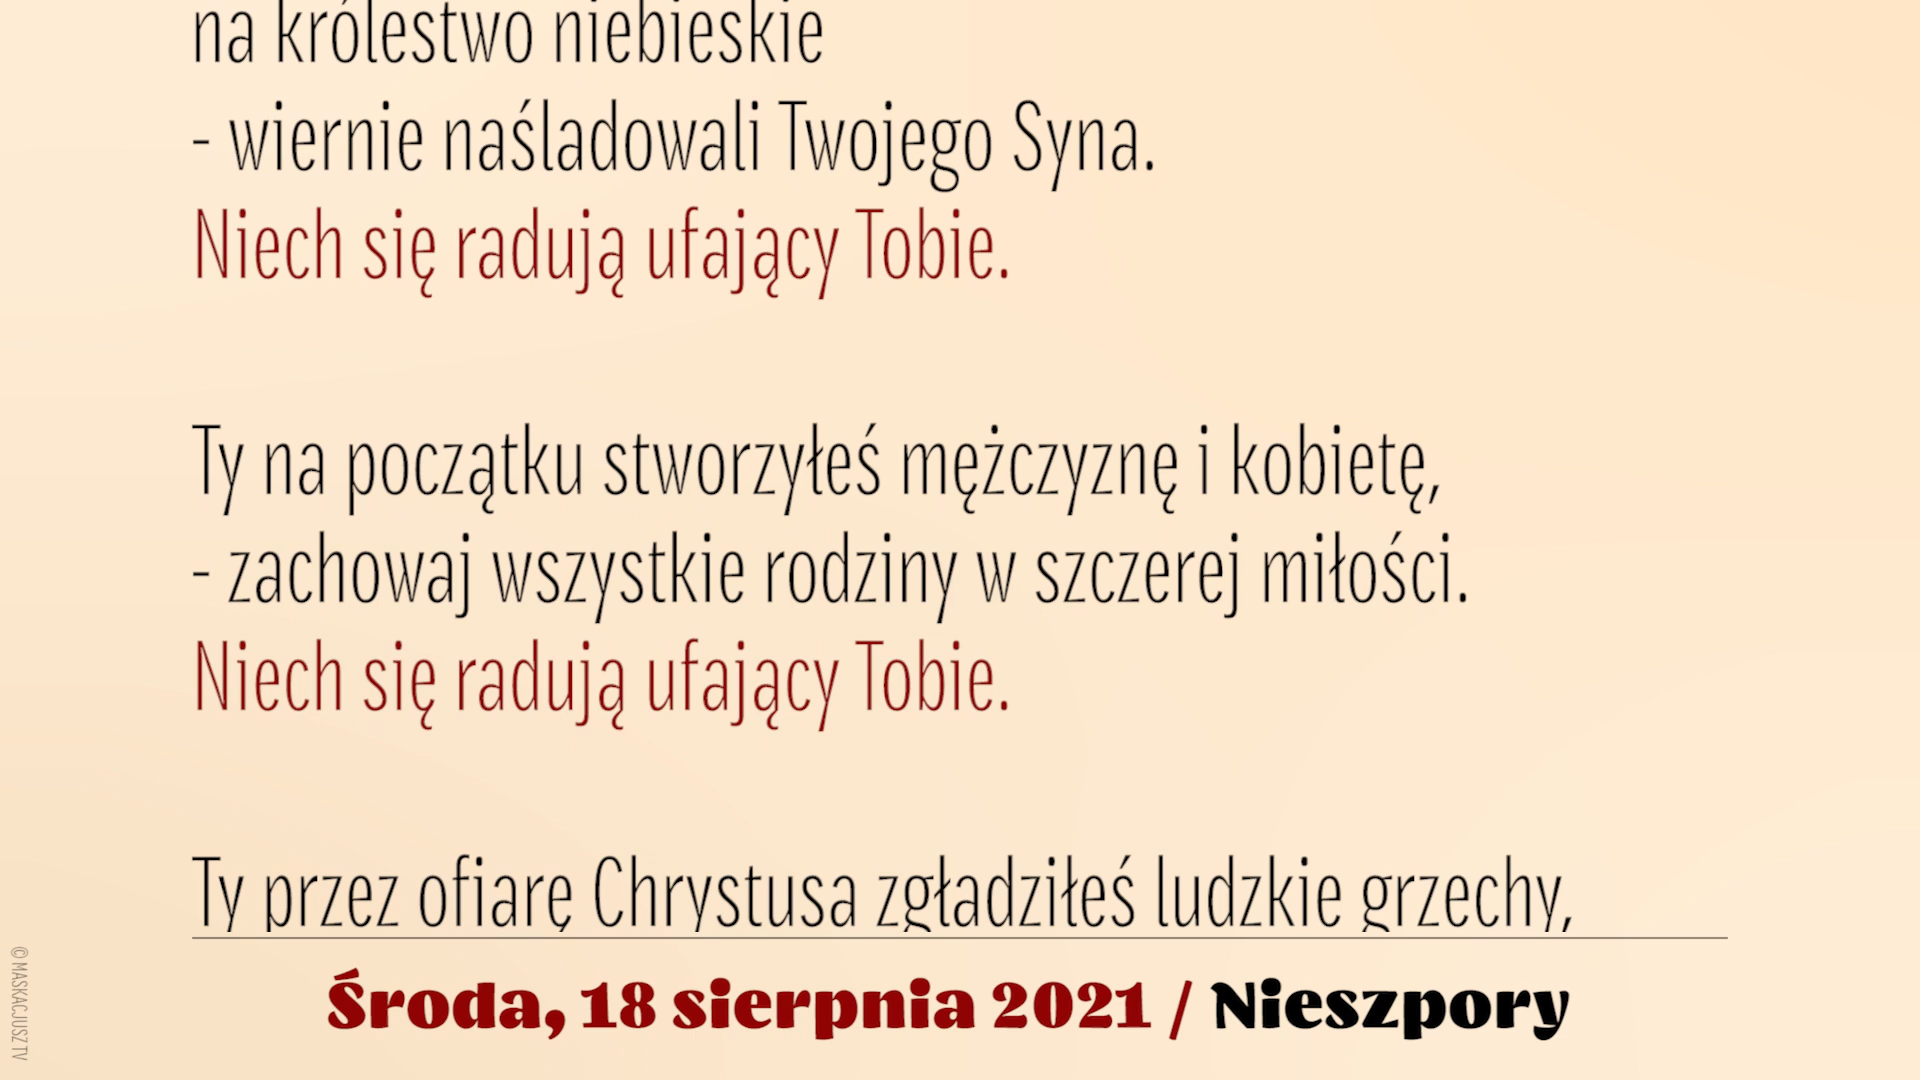 na królestwo niebieskie
- wiernie naśladowali Twojego Syna.
Niech się radują ufający Tobie.
Ty na początku stworzyłeś mężczyznę i kobietę,
- zachowaj wszystkie rodziny w szczerej miłości.
Niech się radują ufający Tobie.
Ty przez ofiarę Chrystusa zgładziłeś ludzkie grzechy,
Środa, 18 sierpnia 2021 / Nieszpory
© MASKACJUSZ TV